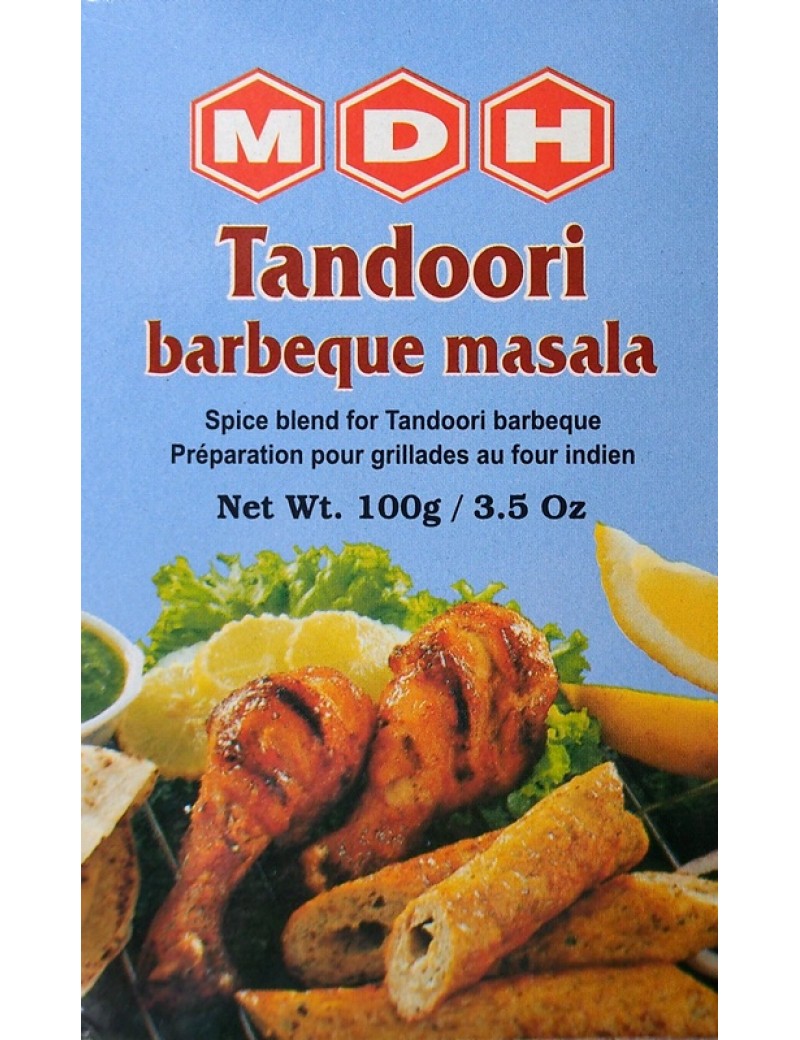 MDH
Tandoori
barbeque masala
Spice blend for Tandoori barbeque
Préparation pour grillades au four indien
Net Wt. 100g / 3.5 Oz